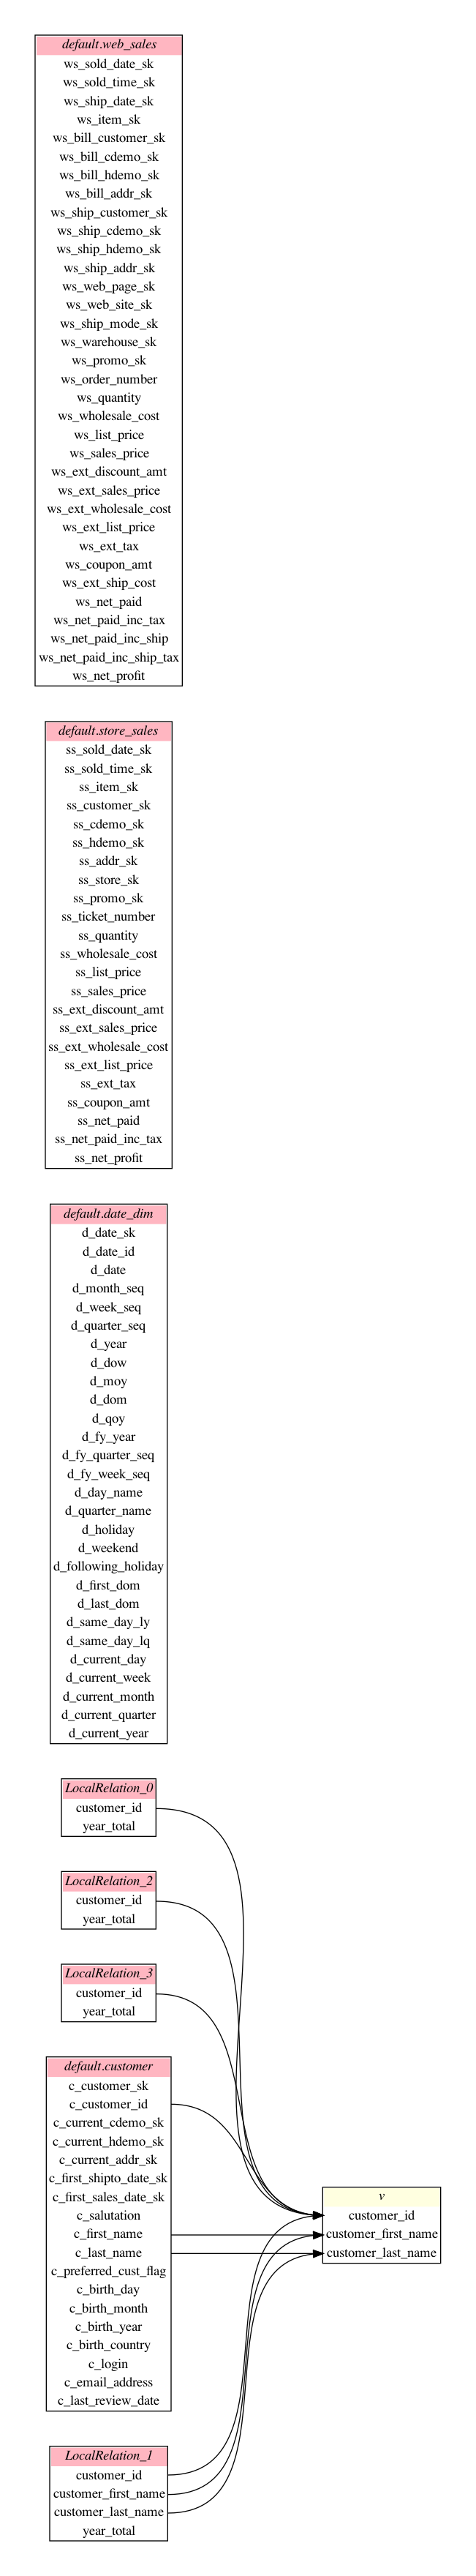 default.web_sales
ws_sold_date_sk
ws_sold_time_sk
ws_ship_date_sk
ws_item_sk
ws_bill_customer_sk
ws_bill_cdemo_sk
ws_bill_hdemo_sk
ws_bill_addr_sk
ws_ship_customer_sk
ws_ship_cdemo_sk
ws_ship_hdemo_sk
ws_ship_addr_sk
ws_web_page_sk
ws_web_site_sk
ws_ship_mode_sk
ws_warehouse_sk
ws_promo_sk
ws_order_number
ws_quantity
ws_wholesale_cost
ws_list_price
ws_sales_price
ws_ext_discount_amt
ws_ext_sales_price
ws_ext_wholesale_cost
ws_ext_list_price
ws_ext_tax
ws_coupon_amt
ws_ext_ship_cost
ws_net_paid
ws_net_paid_inc_tax
ws_net_paid_inc_ship
ws_net_paid_inc_ship_tax
ws_net_profit
default.store_sales
ss_sold_date_sk
ss_sold_time_sk
ss_item_sk
ss_customer_sk
ss_cdemo_sk
ss_hdemo_sk
ss_addr_sk
ss_store_sk
ss_promo_sk
ss_ticket_number
ss_quantity
ss_wholesale_cost
ss_list_price
ss_sales_price
ss_ext_discount_amt
ss_ext_sales_price
ss_ext_wholesale_cost
ss_ext_list_price
ss_ext_tax
ss_coupon_amt
ss_net_paid
ss_net_paid_inc_tax
ss_net_profit
default.date_dim
d_date_sk
d_date_id
d_date
d_month_seq
d_week_seq
d_quarter_seq
d_year
d_dow
d_moy
d_dom
d_qoy
d_fy_year
d_fy_quarter_seq
d_fy_week_seq
d_day_name
d_quarter_name
d_holiday
d_weekend
d_following_holiday
d_first_dom
d_last_dom
d_same_day_ly
d_same_day_lq
d_current_day
d_current_week
d_current_month
d_current_quarter
d_current_year
LocalRelation_0
customer_id
year_total
LocalRelation_2
customer_id
year_total
LocalRelation_3
customer_id
year_total
default.customer
c_customer_sk
c_customer_id
c_current_cdemo_sk
c_current_hdemo_sk
c_current_addr_sk
c_first_shipto_date_sk
c_first_sales_date_sk
c_salutation
c_first_name
c_last_name
c_preferred_cust_flag
c_birth_day
c_birth_month
c_birth_year
c_birth_country
c_login
c_email_address
c_last_review_date
v
customer_id
customer_first_name
customer_last_name
LocalRelation_1
customer_id
customer_first_name
customer_last_name
year_total